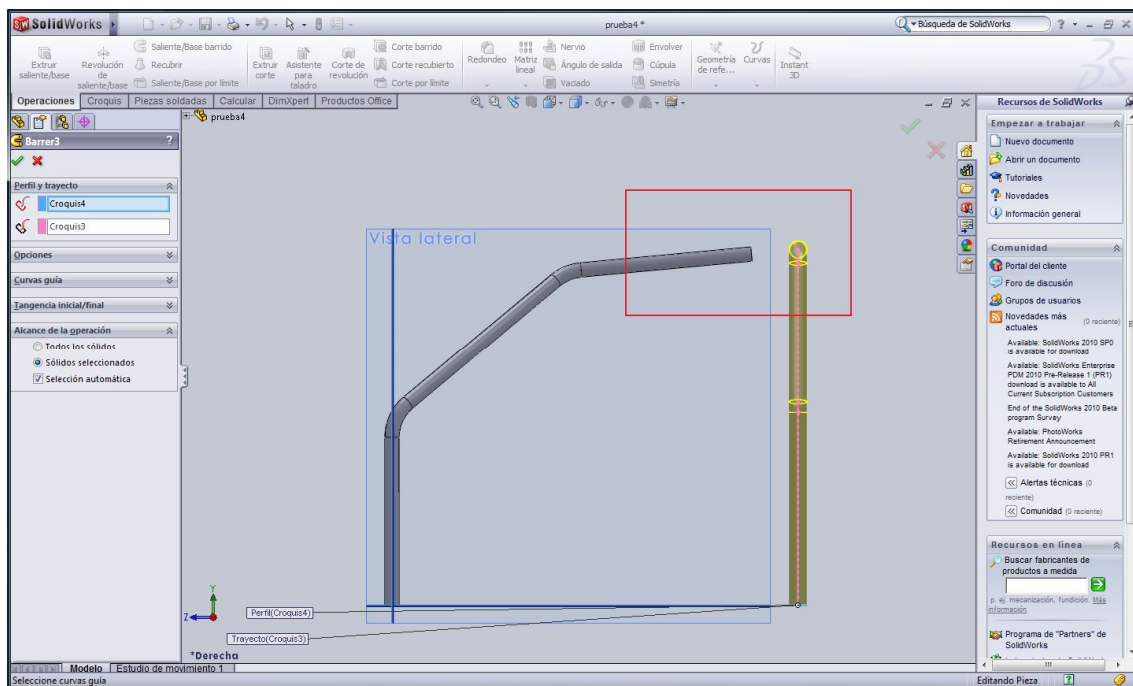 SolidWorks
prueba4 *
Búsqueda de SolidWorks
Extruir saliente/base
Revolución de saliente/base
Saliente/Base barrido
Recubrir
Saliente/Base por límite
Extruir corte
Asistente para taladro
Corte de revolución
Corte barrido
Corte recubierto
Corte por límite
Redondeo
Matriz lineal
Nervio
Ángulo de salida
Vaciado
Envolver
Cúpula
Simetría
Geometría de refe...
Curvas
Instant 3D
Operaciones
Croquis
Piezas soldadas
Calcular
DimXpert
Productos Office
prueba4
Barrer3
?
Perfil y trayecto
Croquis4
Croquis3
Opciones
Curvas guía
Tangencia inicial/final
Alcance de la operación
Todos los sólidos
Sólidos seleccionados
Selección automática
Vista lateral
Perfil(Croquis4)
Trayecto(Croquis3)
Y
Z
*Derecha
Modelo
Estudio de movimiento 1
Seleccione curvas guía
Editando Pieza
Recursos de SolidWorks
Empezar a trabajar
Nuevo documento
Abrir un documento
Tutoriales
Novedades
Información general
Comunidad
Portal del cliente
Foro de discusión
Grupos de usuarios
Novedades más actuales
(0 reciente)
Available: SolidWorks 2010 SP0
is available for download
Available: SolidWorks Enterprise
PDM 2010 Pre-Release 1 (PR1)
download is available to All
Current Subscription Customers
End of the SolidWorks 2010 Beta
program Survey
Available: PhotoWorks
Retirement Announcement
Available: SolidWorks 2010 PR1
is available for download
Alertas técnicas (0
reciente)
Comunidad (0 reciente)
Recursos en línea
Buscar fabricantes de
productos a medida
p. ej. mecanización, fundición. Más
información
Programa de "Partners" de
SolidWorks